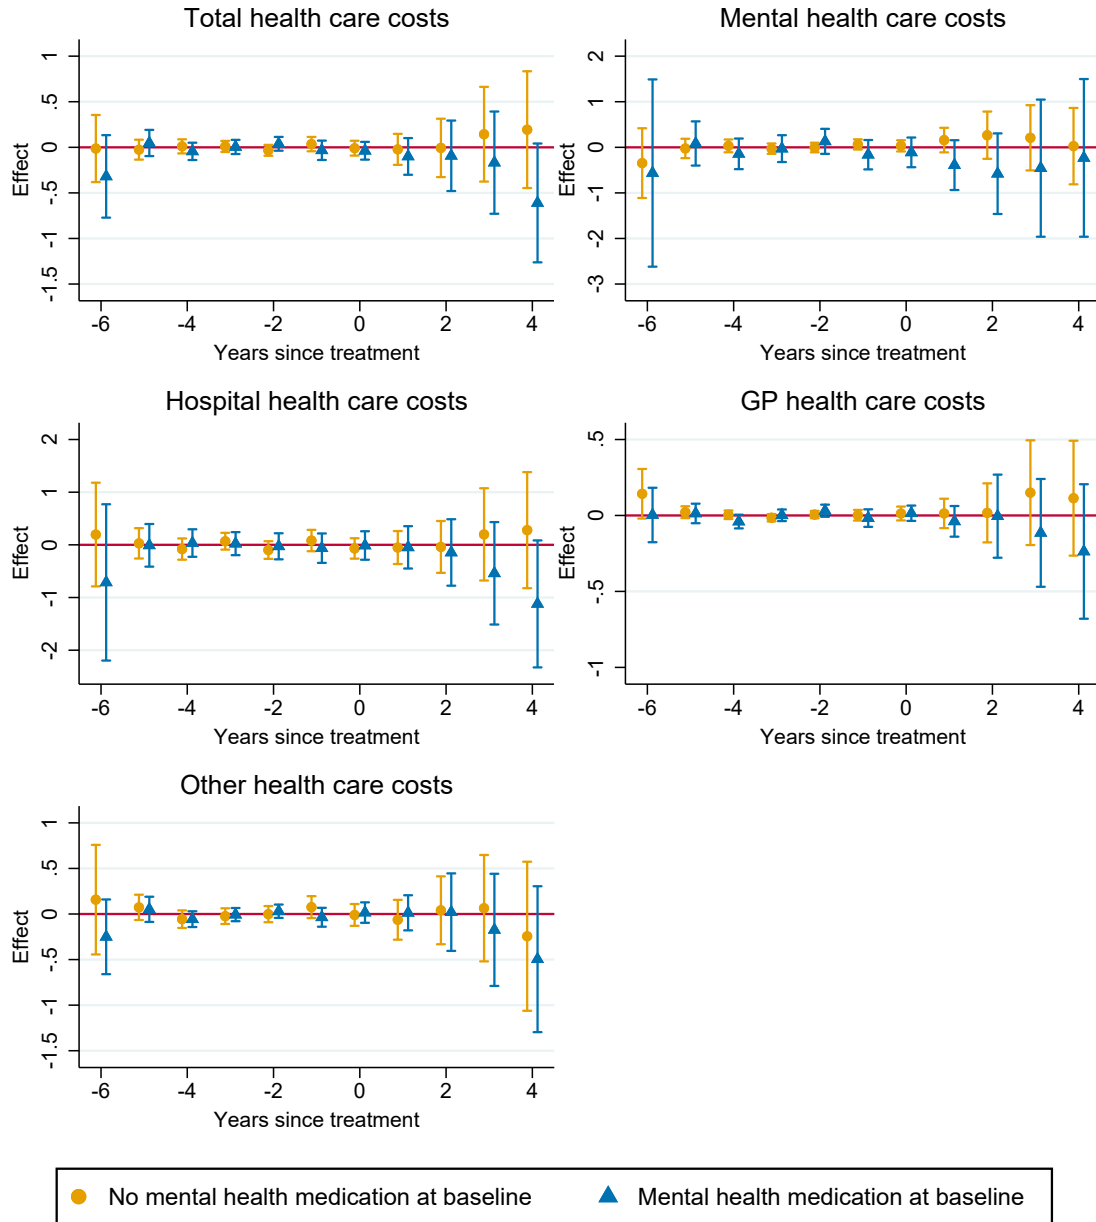 Total health care costs
Effect
1
.5
0
-.5
-1
-1.5
-6 -4 -2 0 2 4
Years since treatment
Mental health care costs
Effect
2
1
0
-1
-2
-3
-6 -4 -2 0 2 4
Years since treatment
Hospital health care costs
Effect
2
1
0
-1
-2
-6 -4 -2 0 2 4
Years since treatment
GP health care costs
Effect
.5
0
-.5
-1
-6 -4 -2 0 2 4
Years since treatment
Other health care costs
Effect
1
.5
0
-.5
-1
-1.5
-6 -4 -2 0 2 4
Years since treatment
No mental health medication at baseline Mental health medication at baseline